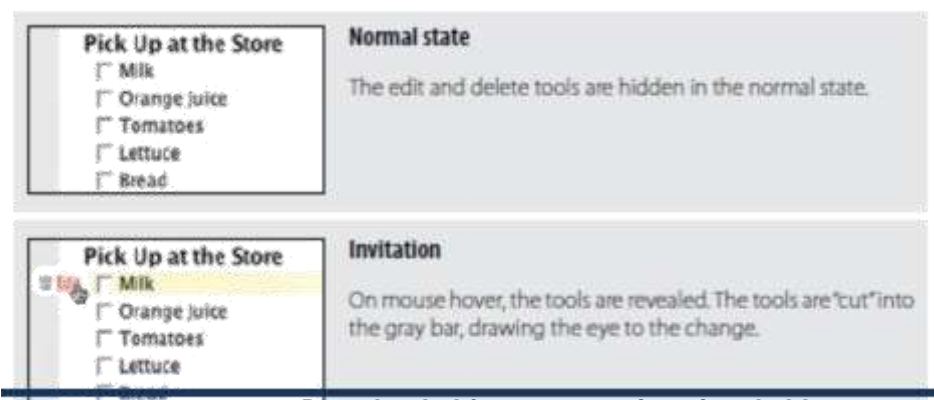 Pick Up at the Store
Milk
Orange Juice
Tomatoes
Lettuce
Bread
Normal state
The edit and delete tools are hidden in the normal state.
Pick Up at the Store
Milk
Orange Juice
Tomatoes
Lettuce
Invitation
On mouse hover, the tools are revealed. The tools are “cut” into
the gray bar, drawing the eye to the change.